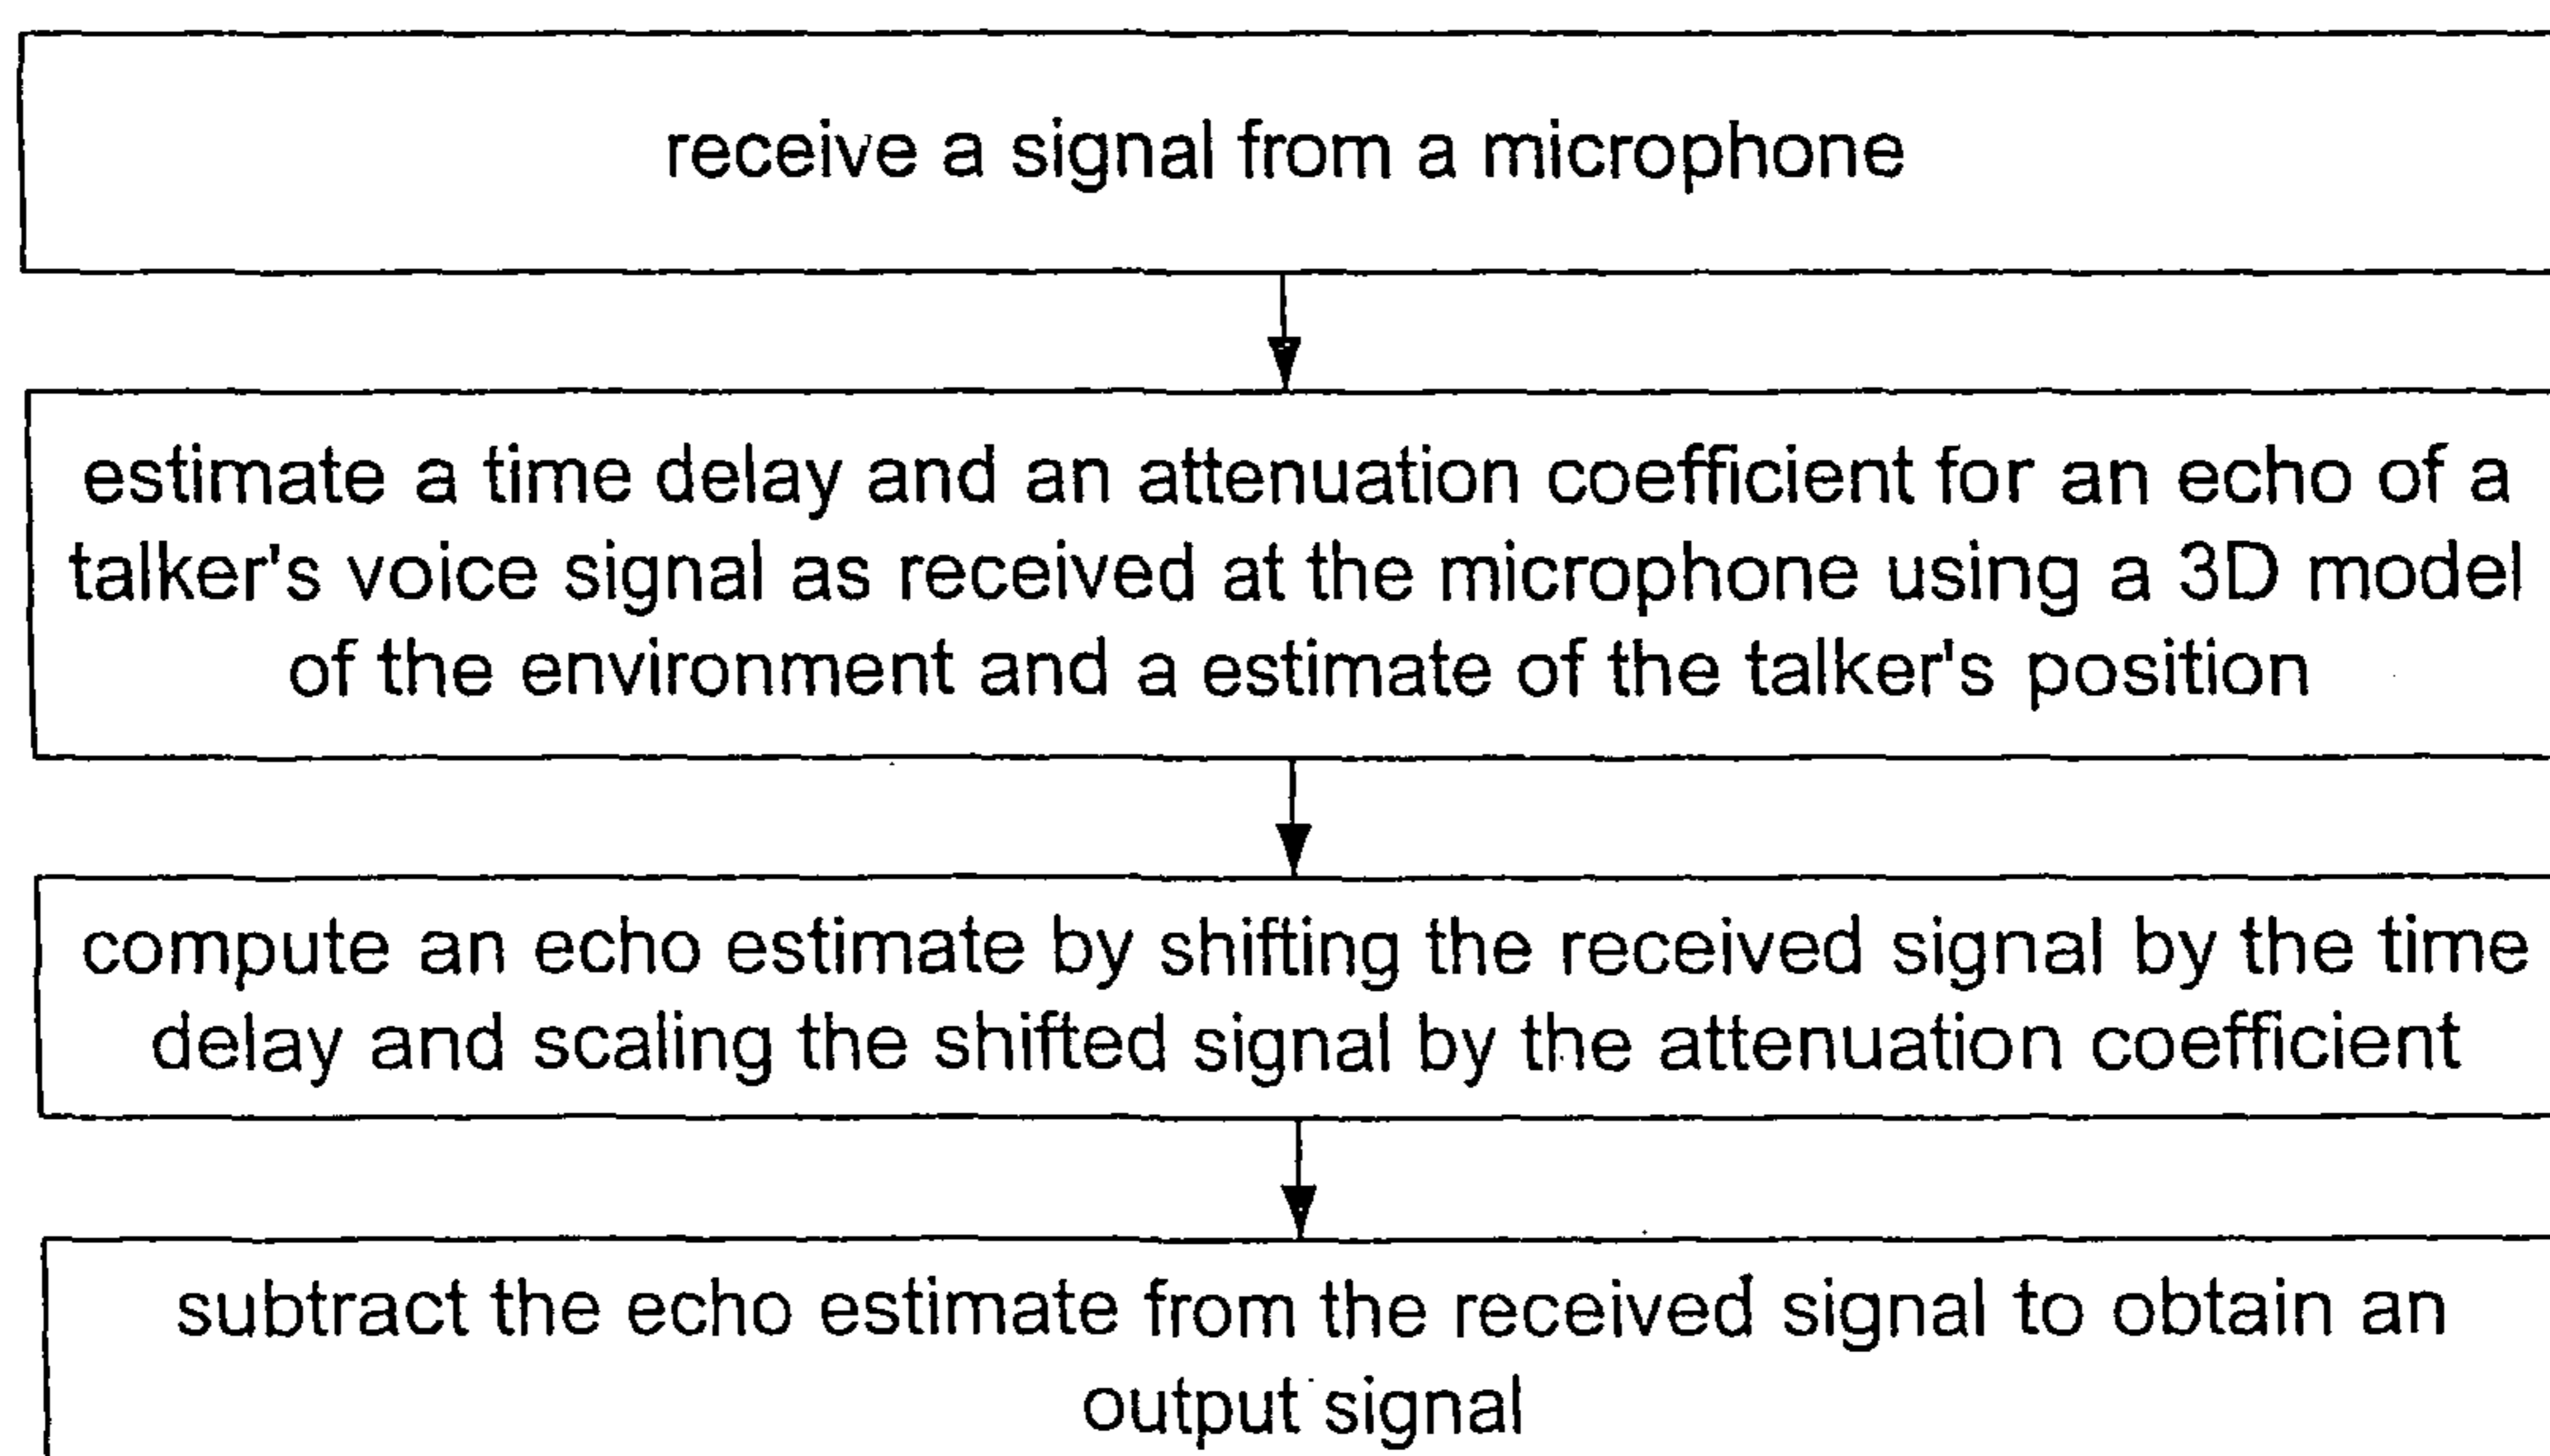 receive a signal from a microphone
estimate a time delay and an attenuation coefficient for an echo of a
talker's voice signal as received at the microphone using a 3D model
of the environment and a estimate of the talker's position
compute an echo estimate by shifting the received signal by the time
delay and scaling the shifted signal by the attenuation coefficient
subtract the echo estimate from the received signal to obtain an
output signal